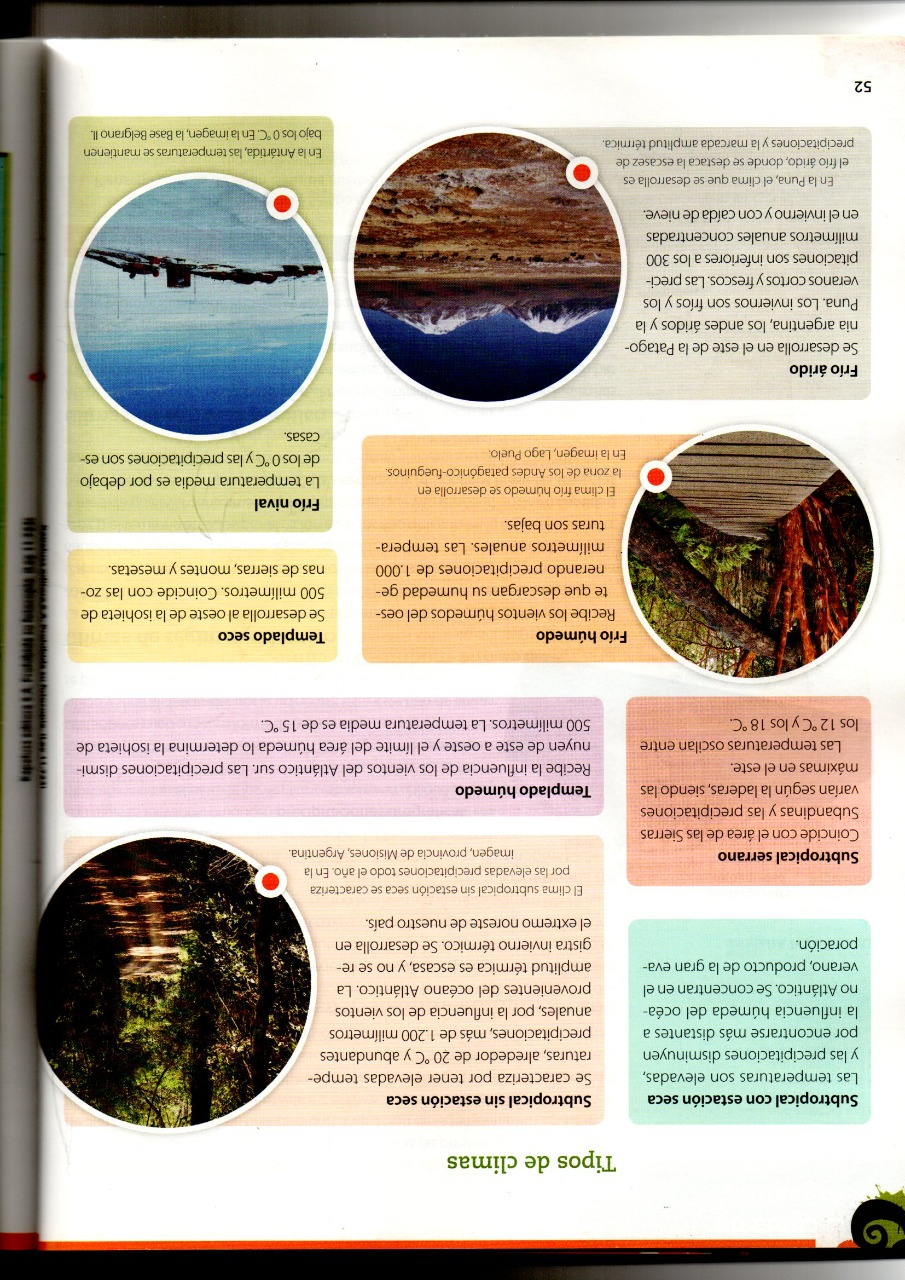 Tipos de climas
Subtropical con estación seca
Las temperaturas son elevadas,
y las precipitaciones disminuyen
por encontrarse más distantes a
la influencia húmeda del océa-
no Atlántico. Se concentran en el
verano, producto de la gran eva-
poración.
Subtropical sin estación seca
Se caracteriza por tener elevadas tempe-
raturas, alrededor de 20 °C y abundantes
precipitaciones, más de 1.200 milímetros
anuales, por la influencia de los vientos
provenientes del océano Atlántico. La
amplitud térmica es escasa, y no se re-
gistra invierno térmico. Se desarrolla en
el extremo noreste de nuestro país.
El clima subtropical sin estación seca se caracteriza
por las elevadas precipitaciones todo el año. En la
imagen, provincia de Misiones, Argentina.
Subtropical serrano
Coincide con el área de las Sierras
Subandinas y las precipitaciones
varían según la laderas, siendo las
máximas en el este.
Las temperaturas oscilan entre
los 12 °C y los 18 °C.
Templado húmedo
Recibe la influencia de los vientos del Atlántico sur. Las precipitaciones dismi-
nuyen de este a oeste y el límite del área húmeda lo determina la isohieta de
500 milímetros. La temperatura media es de 15 °C.
Frío húmedo
Recibe los vientos húmedos del oes-
te que descargan su humedad ge-
nerando precipitaciones de 1.000
milímetros anuales. Las tempera-
turas son bajas.
El clima frío húmedo se desarrolla en
la zona de los Andes patagónico-fueguinos.
En la imagen, Lago Puelo.
Templado seco
Se desarrolla al oeste de la isohieta de
500 milímetros. Coincide con las zo-
nas de sierras, montes y mesetas.
Frío nival
La temperatura media es por debajo
de los 0 °C y las precipitaciones son es-
casas.
En la Antártida, las temperaturas se mantienen
bajo los 0 °C. En la imagen, la Base Belgrano II.
Frío árido
Se desarrolla en el este de la Patago-
nia argentina, los andes áridos y la
Puna. Los inviernos son fríos y los
veranos cortos y frescos. Las preci-
pitaciones son inferiores a los 300
milímetros anuales concentradas
en el invierno y con caída de nieve.
En la Puna, el clima que se desarrolla es
el frío árido, donde se destaca la escasez de
precipitaciones y la marcada amplitud térmica.
52